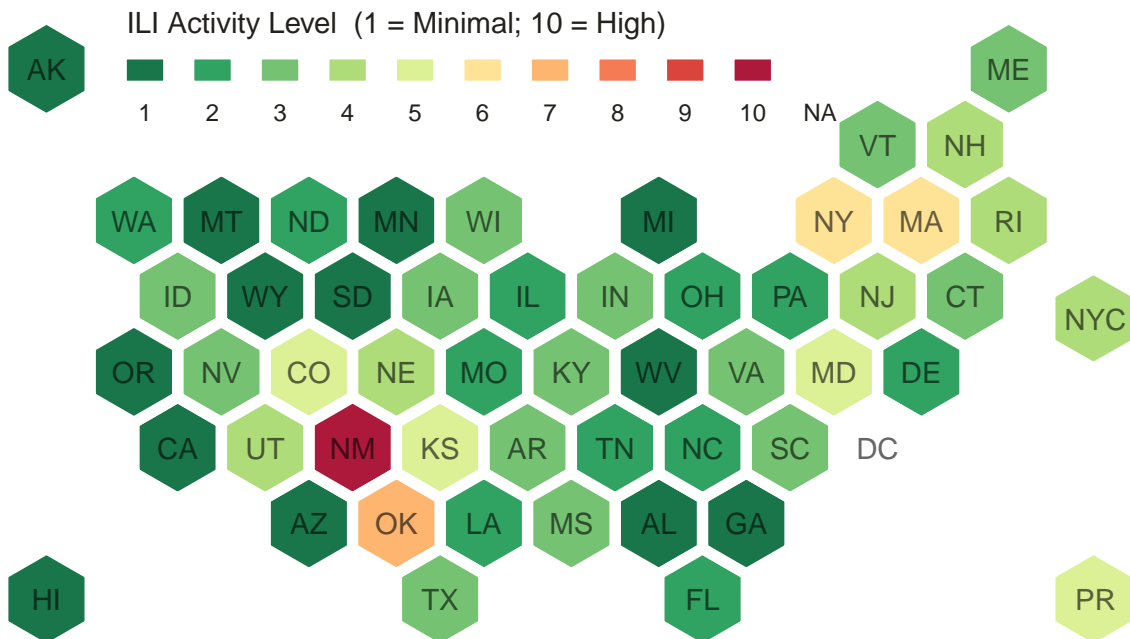 ILI Activity Level (1 = Minimal; 10 = High)
AK
ME
1 2 3 4 5 6 7 8 9 10 NA
VT NH
WA MT ND MN WI MI NY MA RI
ID WY SD IA IL IN OH PA NJ CT
NYC
OR NV CO NE MO KY WV VA MD DE
CA UT NM KS AR TN NC SC DC
AZ OK LA MS AL GA
HI TX FL PR